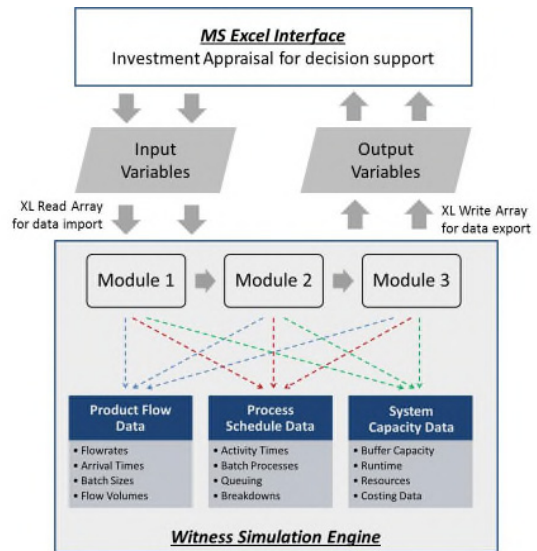 MS Excel Interface
Investment Appraisal for decision support
Input
Variables
Output
Variables
XL Read Array
for data import
XL Write Array
for data export
Module 1
Module 2
Module 3
Product Flow
Data
• Flowrates
• Arrival Times
• Batch Sizes
• Flow Volumes
Process
Schedule Data
• Activity Times
• Batch Processes
• Queuing
• Breakdowns
System
Capacity Data
• Buffer Capacity
• Runtime
• Resources
• Costing Data
Witness Simulation Engine